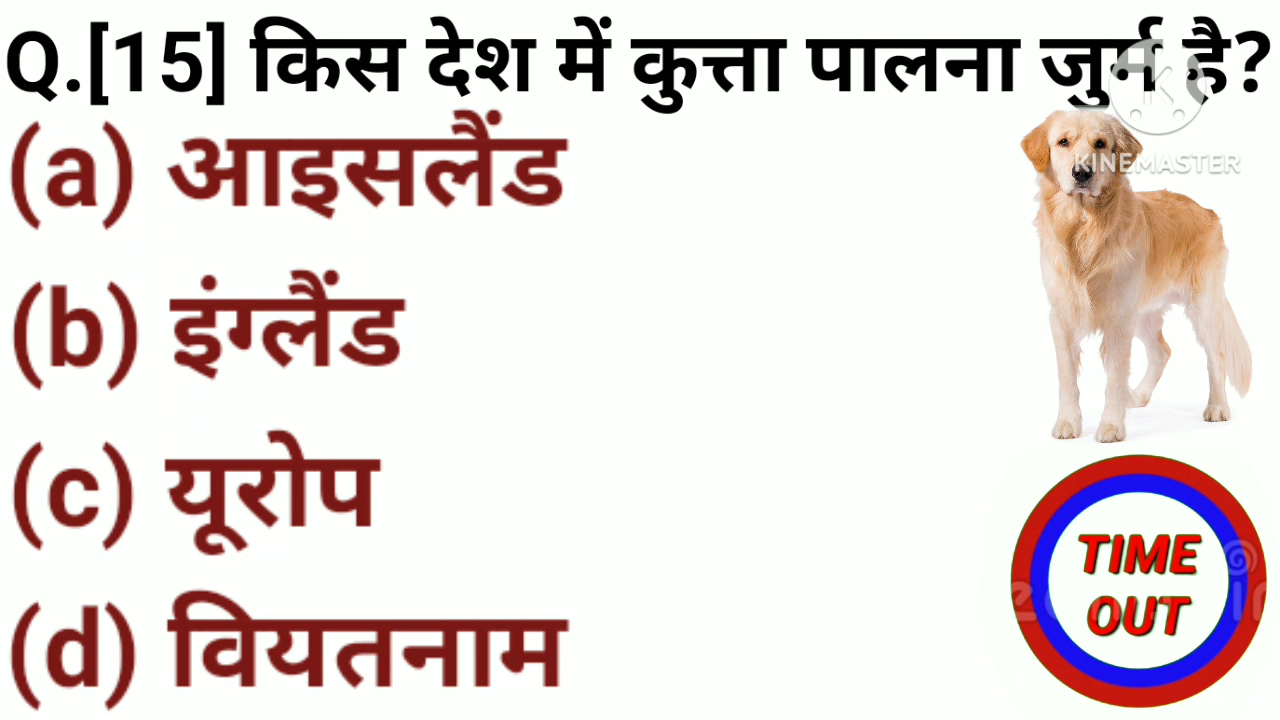 Q.[15] किस देश में कुत्ता पालना जुर्म है?
KINEMASTER
(a) आइसलैंड
(b) इंग्लैंड
(c) यूरोप
(d) वियतनाम
TIME
OUT